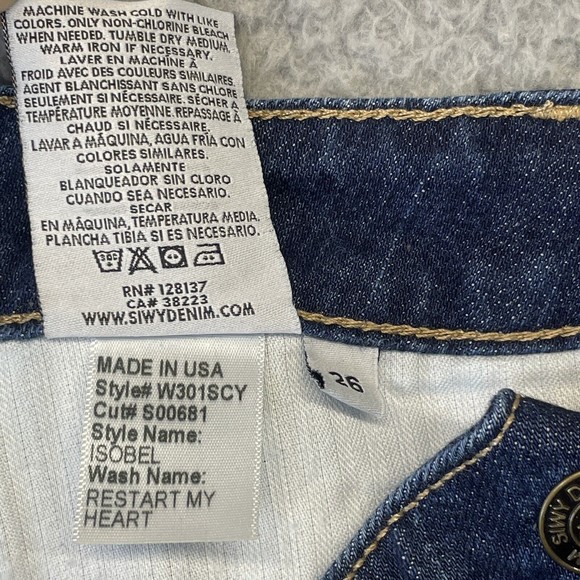 MACHINE WASH COLD WITH LIKE
COLORS. ONLY NON-CHLORINE BLEACH
WHEN NEEDED. TUMBLE DRY MEDIUM.
WARM IRON IF NECESSARY.
LAVER EN MACHINE À
FROID AVEC DES COULEURS SIMILAIRES.
AGENT BLANCHISSANT SANS CHLORE
SEULEMENT SI NÉCESSAIRE. SÉCHER A
TEMPÉRATURE MOYENNE. REPASSAGE À
CHAUD SI NÉCESSAIRE.
LAVAR A MÂQUINA, AGUA FRÍA CON
COLORES SIMILARES.
SOLAMENTE
BLANQUEADOR SIN CLORO
CUANDO SEA NECESARIO.
SECAR
EN MÂQUINA, TEMPERATURA MEDIA.
PLANCHA TIBIA SI ES NECESARIO.
30C
RN# 128137
CA# 38223
WWW.SIWYDENIM.COM
MADE IN USA
Style# W301SCY
Cut# S00681
Style Name:
ISOBEL
Wash Name:
RESTART MY
HEART
26
SIWY